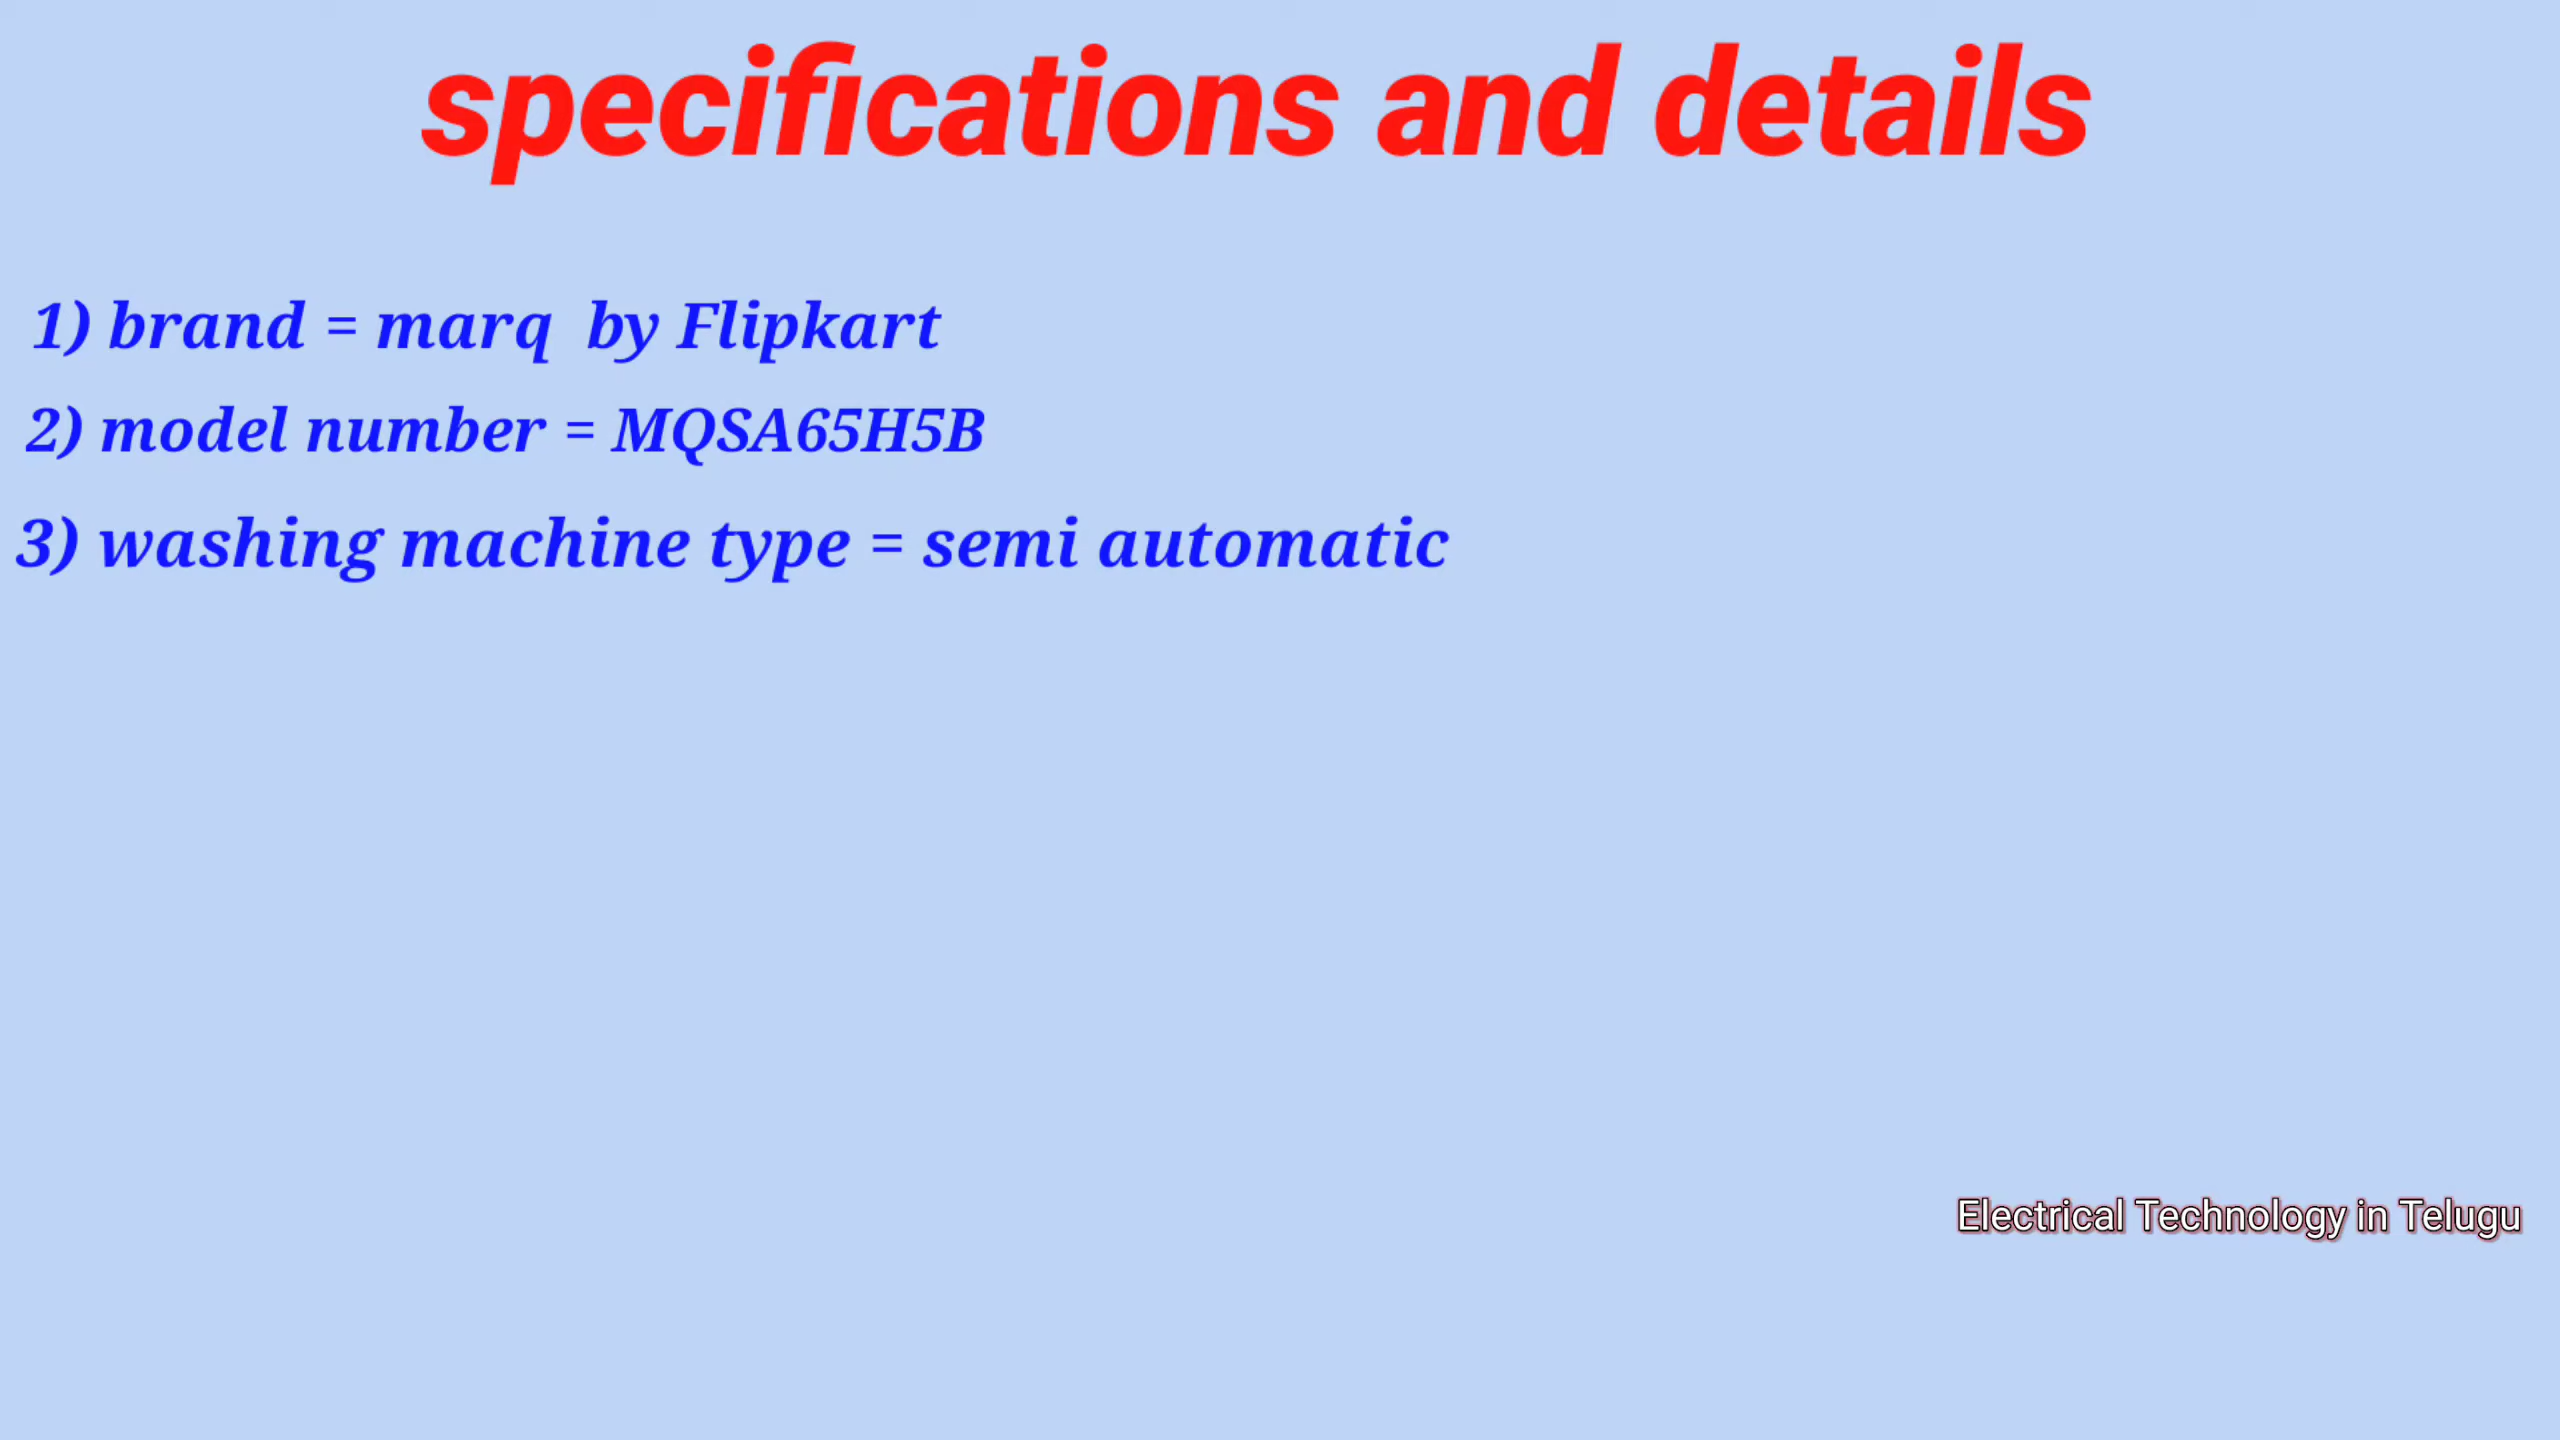 specifications and details
1) brand = marq by Flipkart
2) model number = MQSA65H5B
3) washing machine type = semi automatic
Electrical Technology in Telugu